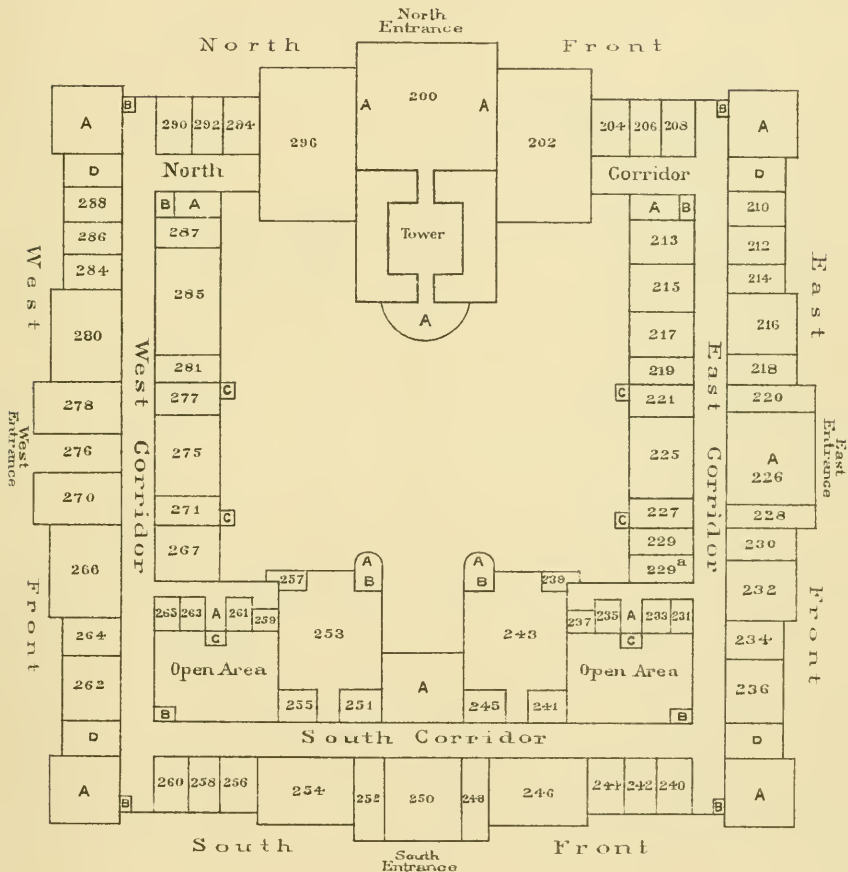 North
Entrance
North Front
A 200 A
B B
A A
290 292 294 296 202 204 206 208
North Corridor
D D
288 210
B A A B
287 213
286 212
Tower
284 214
285 215
280 216
A
217
281 219 218
277 C C 221 220
278
276 275 225 A
226
270
271 227 228
C C
267 229 230
229a
266 232
A A
B B
257 239
265 263 A 261 259 237 235 A 233 231
C C
253 243
264 234
Open Area Open Area
262 236
A
255 251 245 241
B B
South Corridor
D D
A A
260 258 256 254 252 250 248 246 244 242 240
B B
South Front
South
Entrance
West
Front
West
Entrance
West Corridor
East Corridor
East
Front
East
Entrance